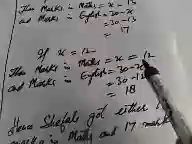 Then Marks in Maths = x = 13
and Marks in English = 30 - x
= 30 - 13
= 17
If x = 12
Then Marks in Maths = x = 12
and Marks in English = 30 - x
= 30 - 12
= 18
Hence Shefali got either
marks in Maths and 17 marks